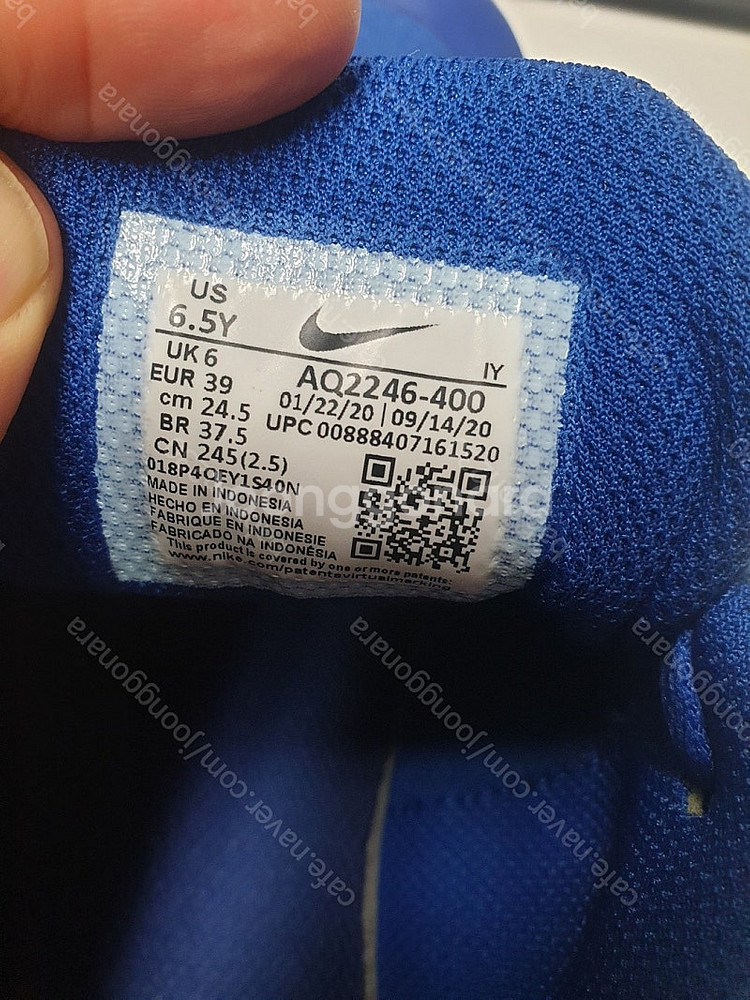 US
6.5Y
UK 6
EUR 39
cm 24.5
BR 37.5
CN 245(2.5)
IY
AQ2246-400
01/22/20 | 09/14/20
UPC 00888407161520
018P4QEY1S40N
MADE IN INDONESIA
HECHO EN INDONESIA
FABRIQUE EN INDONESIE
FABRICADO NA INDONÉSIA
This product is covered by one or more patents:
www.nike.com/patentsvirtualmarking
joonggonara
cafe.naver.com/joonggonara
cafe.naver.com/joonggonara
cafe.naver.com/joonggonara